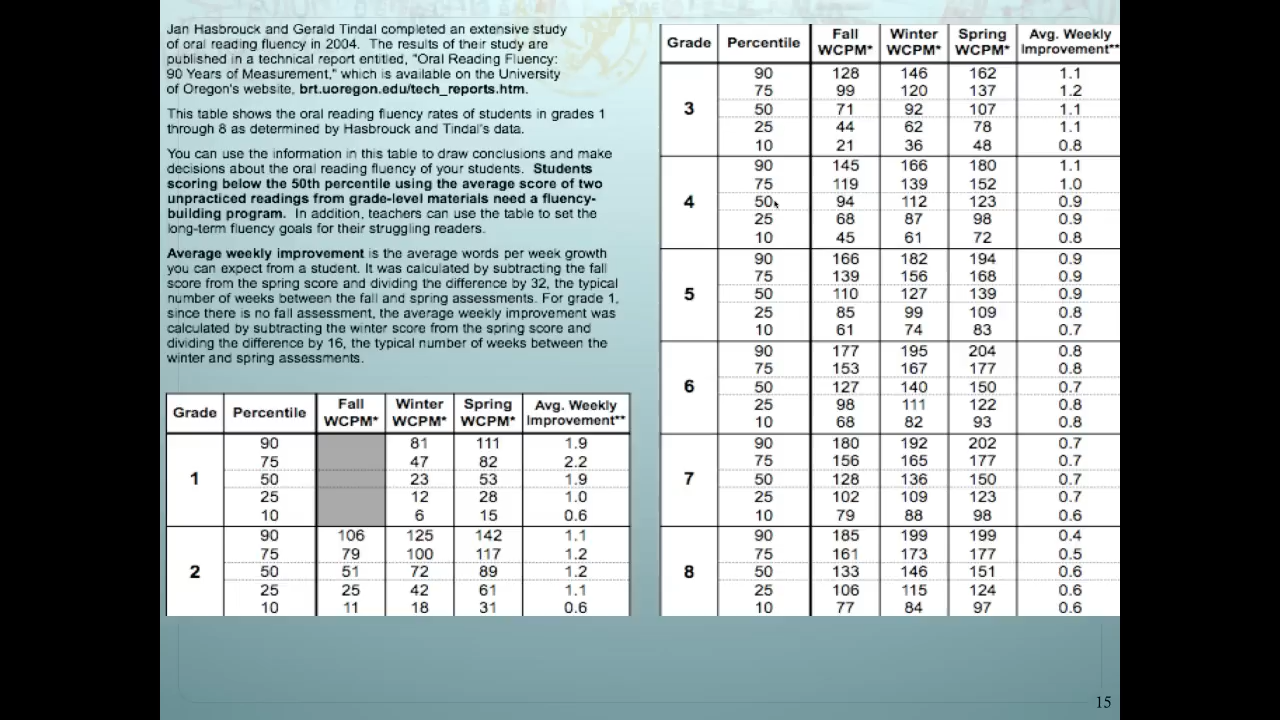 Jan Hasbrouck and Gerald Tindal completed an extensive study
of oral reading fluency in 2004. The results of their study are
published in a technical report entitled, "Oral Reading Fluency:
90 Years of Measurement," which is available on the University
of Oregon's website, brt.uoregon.edu/tech_reports.htm.
This table shows the oral reading fluency rates of students in grades 1
through 8 as determined by Hasbrouck and Tindal's data.
You can use the information in this table to draw conclusions and make
decisions about the oral reading fluency of your students. Students
scoring below the 50th percentile using the average score of two
unpracticed readings from grade-level materials need a fluency-
building program. In addition, teachers can use the table to set the
long-term fluency goals for their struggling readers.
Average weekly improvement is the average words per week growth
you can expect from a student. It was calculated by subtracting the fall
score from the spring score and dividing the difference by 32, the typical
number of weeks between the fall and spring assessments. For grade 1,
since there is no fall assessment, the average weekly improvement was
calculated by subtracting the winter score from the spring score and
dividing the difference by 16, the typical number of weeks between the
winter and spring assessments.
Grade Percentile Fall WCPM* Winter WCPM* Spring WCPM* Avg. Weekly Improvement**
90 81 111 1.9
75 47 82 2.2
1 50 23 53 1.9
25 12 28 1.0
10 6 15 0.6
90 106 125 142 1.1
75 79 100 117 1.2
2 50 51 72 89 1.2
25 25 42 61 1.1
10 11 18 31 0.6
Grade Percentile Fall WCPM* Winter WCPM* Spring WCPM* Avg. Weekly Improvement**
90 128 146 162 1.1
75 99 120 137 1.2
3 50 71 92 107 1.1
25 44 62 78 1.1
10 21 36 48 0.8
90 145 166 180 1.1
75 119 139 152 1.0
4 50 94 112 123 0.9
25 68 87 98 0.9
10 45 61 72 0.8
90 166 182 194 0.9
75 139 156 168 0.9
5 50 110 127 139 0.9
25 85 99 109 0.8
10 61 74 83 0.7
90 177 195 204 0.8
75 153 167 177 0.8
6 50 127 140 150 0.7
25 98 111 122 0.8
10 68 82 93 0.8
90 180 192 202 0.7
75 156 165 177 0.7
7 50 128 136 150 0.7
25 102 109 123 0.7
10 79 88 98 0.6
90 185 199 199 0.4
75 161 173 177 0.5
8 50 133 146 151 0.6
25 106 115 124 0.6
10 77 84 97 0.6
15